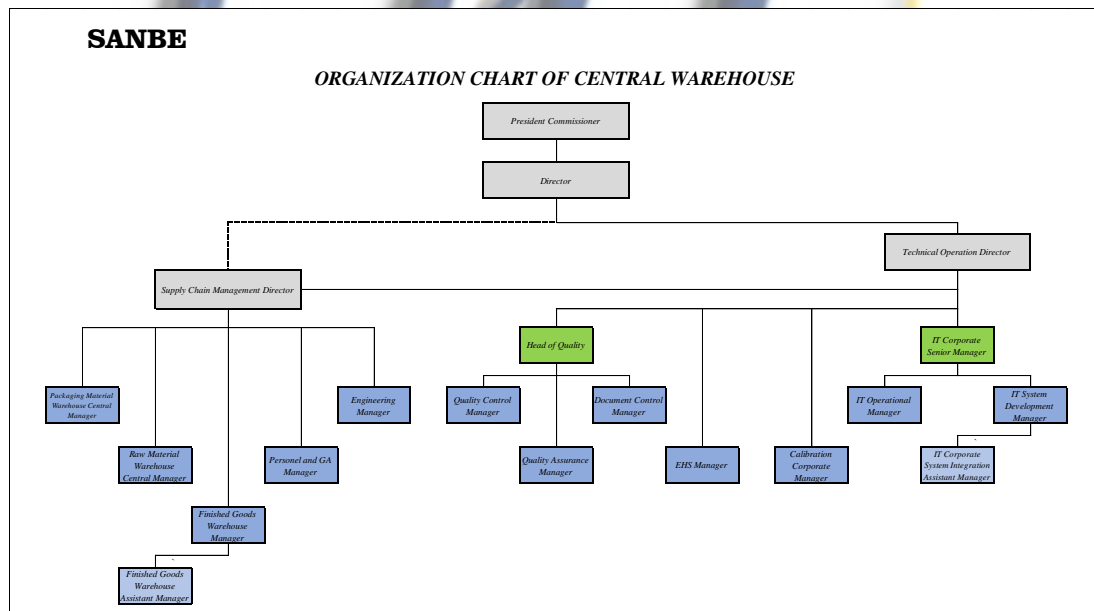 SANBE
ORGANIZATION CHART OF CENTRAL WAREHOUSE
President Commissioner
Director
Technical Operation Director
Supply Chain Management Director
Head of Quality
IT Corporate
Senior Manager
Packaging Material
Warehouse Central
Manager
Engineering
Manager
Quality Control
Manager
Document Control
Manager
IT Operational
Manager
IT System
Development
Manager
Raw Material
Warehouse
Central Manager
Personel and GA
Manager
Quality Assurance
Manager
EHS Manager
Calibration
Corporate
Manager
IT Corporate
System Integration
Assistant Manager
Finished Goods
Warehouse
Manager
Finished Goods
Warehouse
Assistant Manager